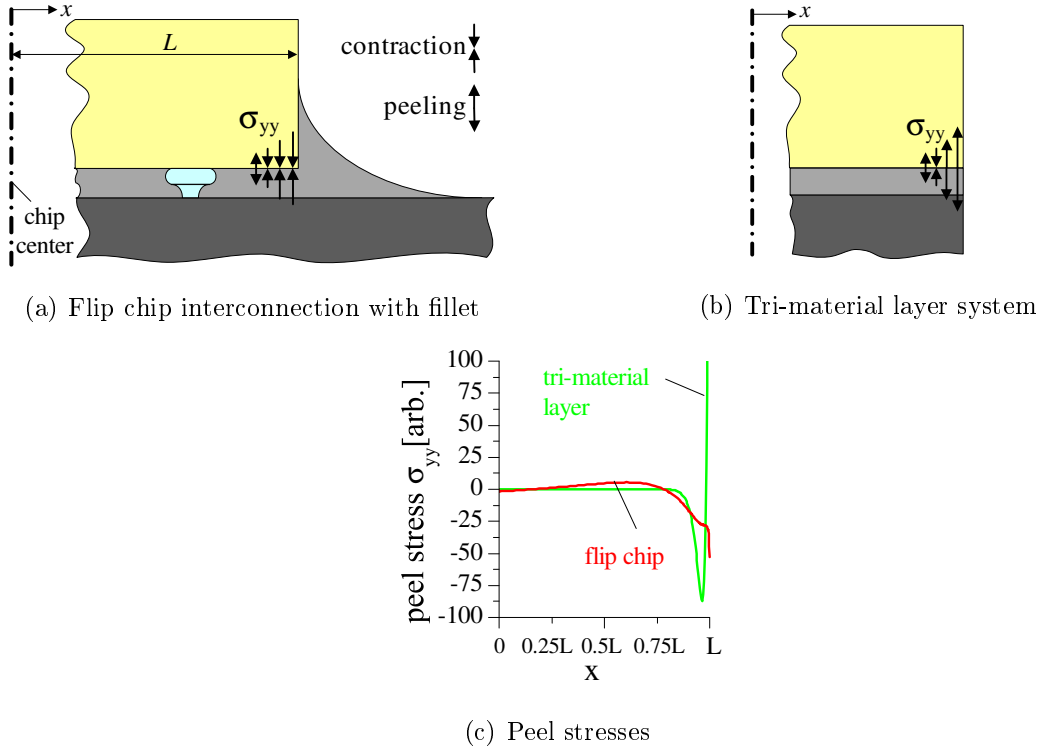 x
L
contraction
peeling
σyy
chip
center
(a) Flip chip interconnection with fillet
x
σyy
(b) Tri-material layer system
peel stress σyy[arb.]
100
75
50
25
0
-25
-50
-75
-100
tri-material
layer
flip chip
0 0.25L 0.5L 0.75L L
x
(c) Peel stresses